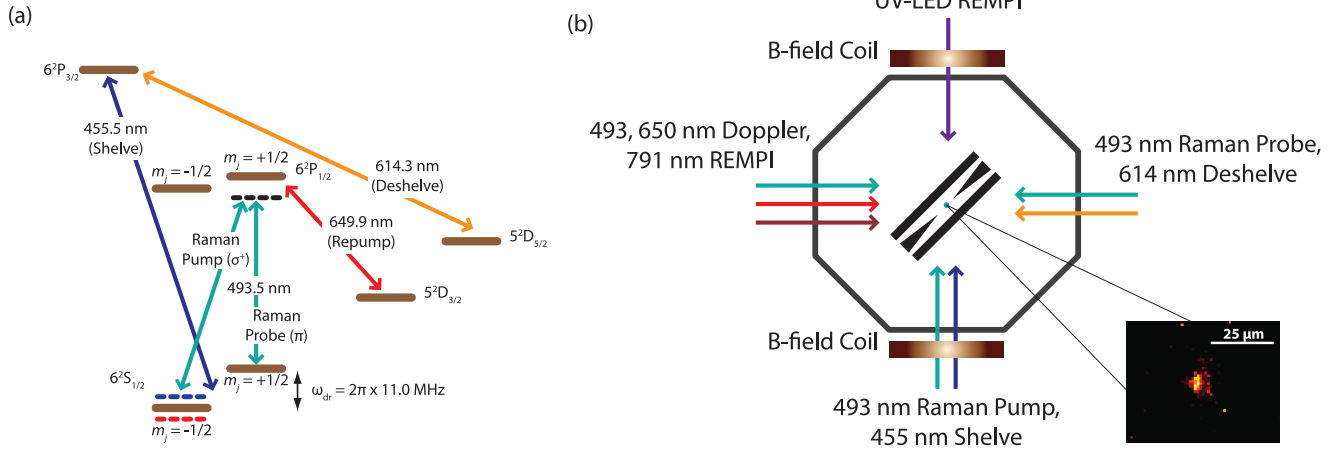 (a)
6²P₃/₂
455.5 nm
(Shelve)
mⱼ = +1/2
mⱼ = -1/2
6²P₁/₂
614.3 nm
(Deshelve)
649.9 nm
(Repump)
5²D₅/₂
5²D₃/₂
Raman
Pump (σ⁺)
493.5 nm
Raman
Probe (π)
6²S₁/₂
mⱼ = +1/2
ω_dr = 2π x 11.0 MHz
mⱼ = -1/2
(b)
UV-LED REMPI
B-field Coil
493, 650 nm Doppler,
791 nm REMPI
493 nm Raman Probe,
614 nm Deshelve
B-field Coil
25 µm
493 nm Raman Pump,
455 nm Shelve